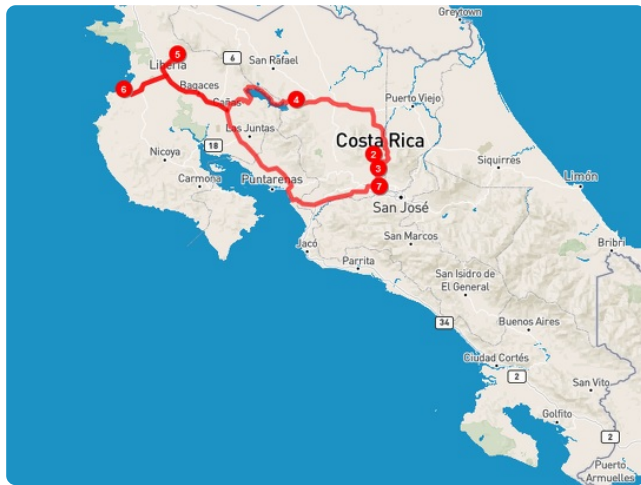 Greytown
San Rafael
6
5
Liberia
Bagaces
6
4
Puerto Viejo
Cañas
Las Juntas
Costa Rica
18
2
Nicoya
3
Siquirres
Carmona
Puntarenas
7
Limón
San José
Jacó
San Marcos
Bribri
Parrita
San Isidro de
El General
34
Buenos Aires
Ciudad Cortés
2
San Vito
Golfito
2
Puerto
Armuelles